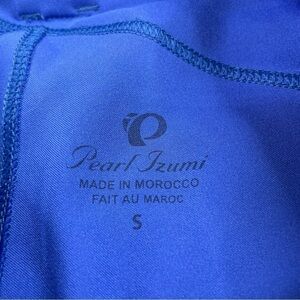 Pearl Izumi
MADE IN MOROCCO
FAIT AU MAROC
S